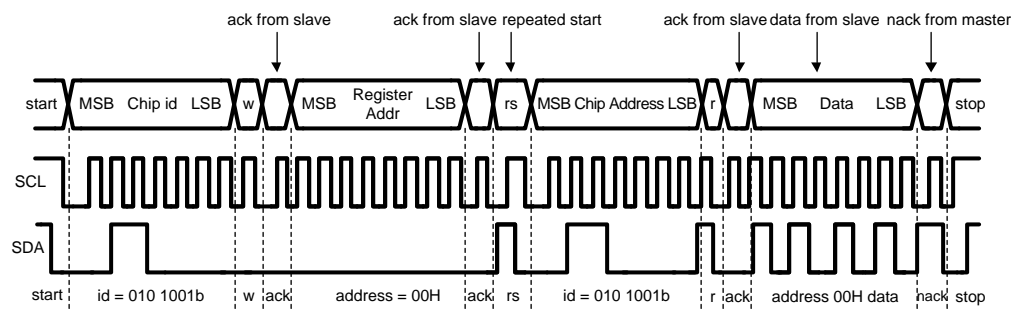 ack from slave ack from slave repeated start ack from slave data from slave nack from master
start MSB Chip id LSB w MSB Register Addr LSB rs MSB Chip Address LSB r MSB Data LSB stop
SCL
SDA
start id = 010 1001b w ack address = 00H ack rs id = 010 1001b r ack address 00H data nack stop